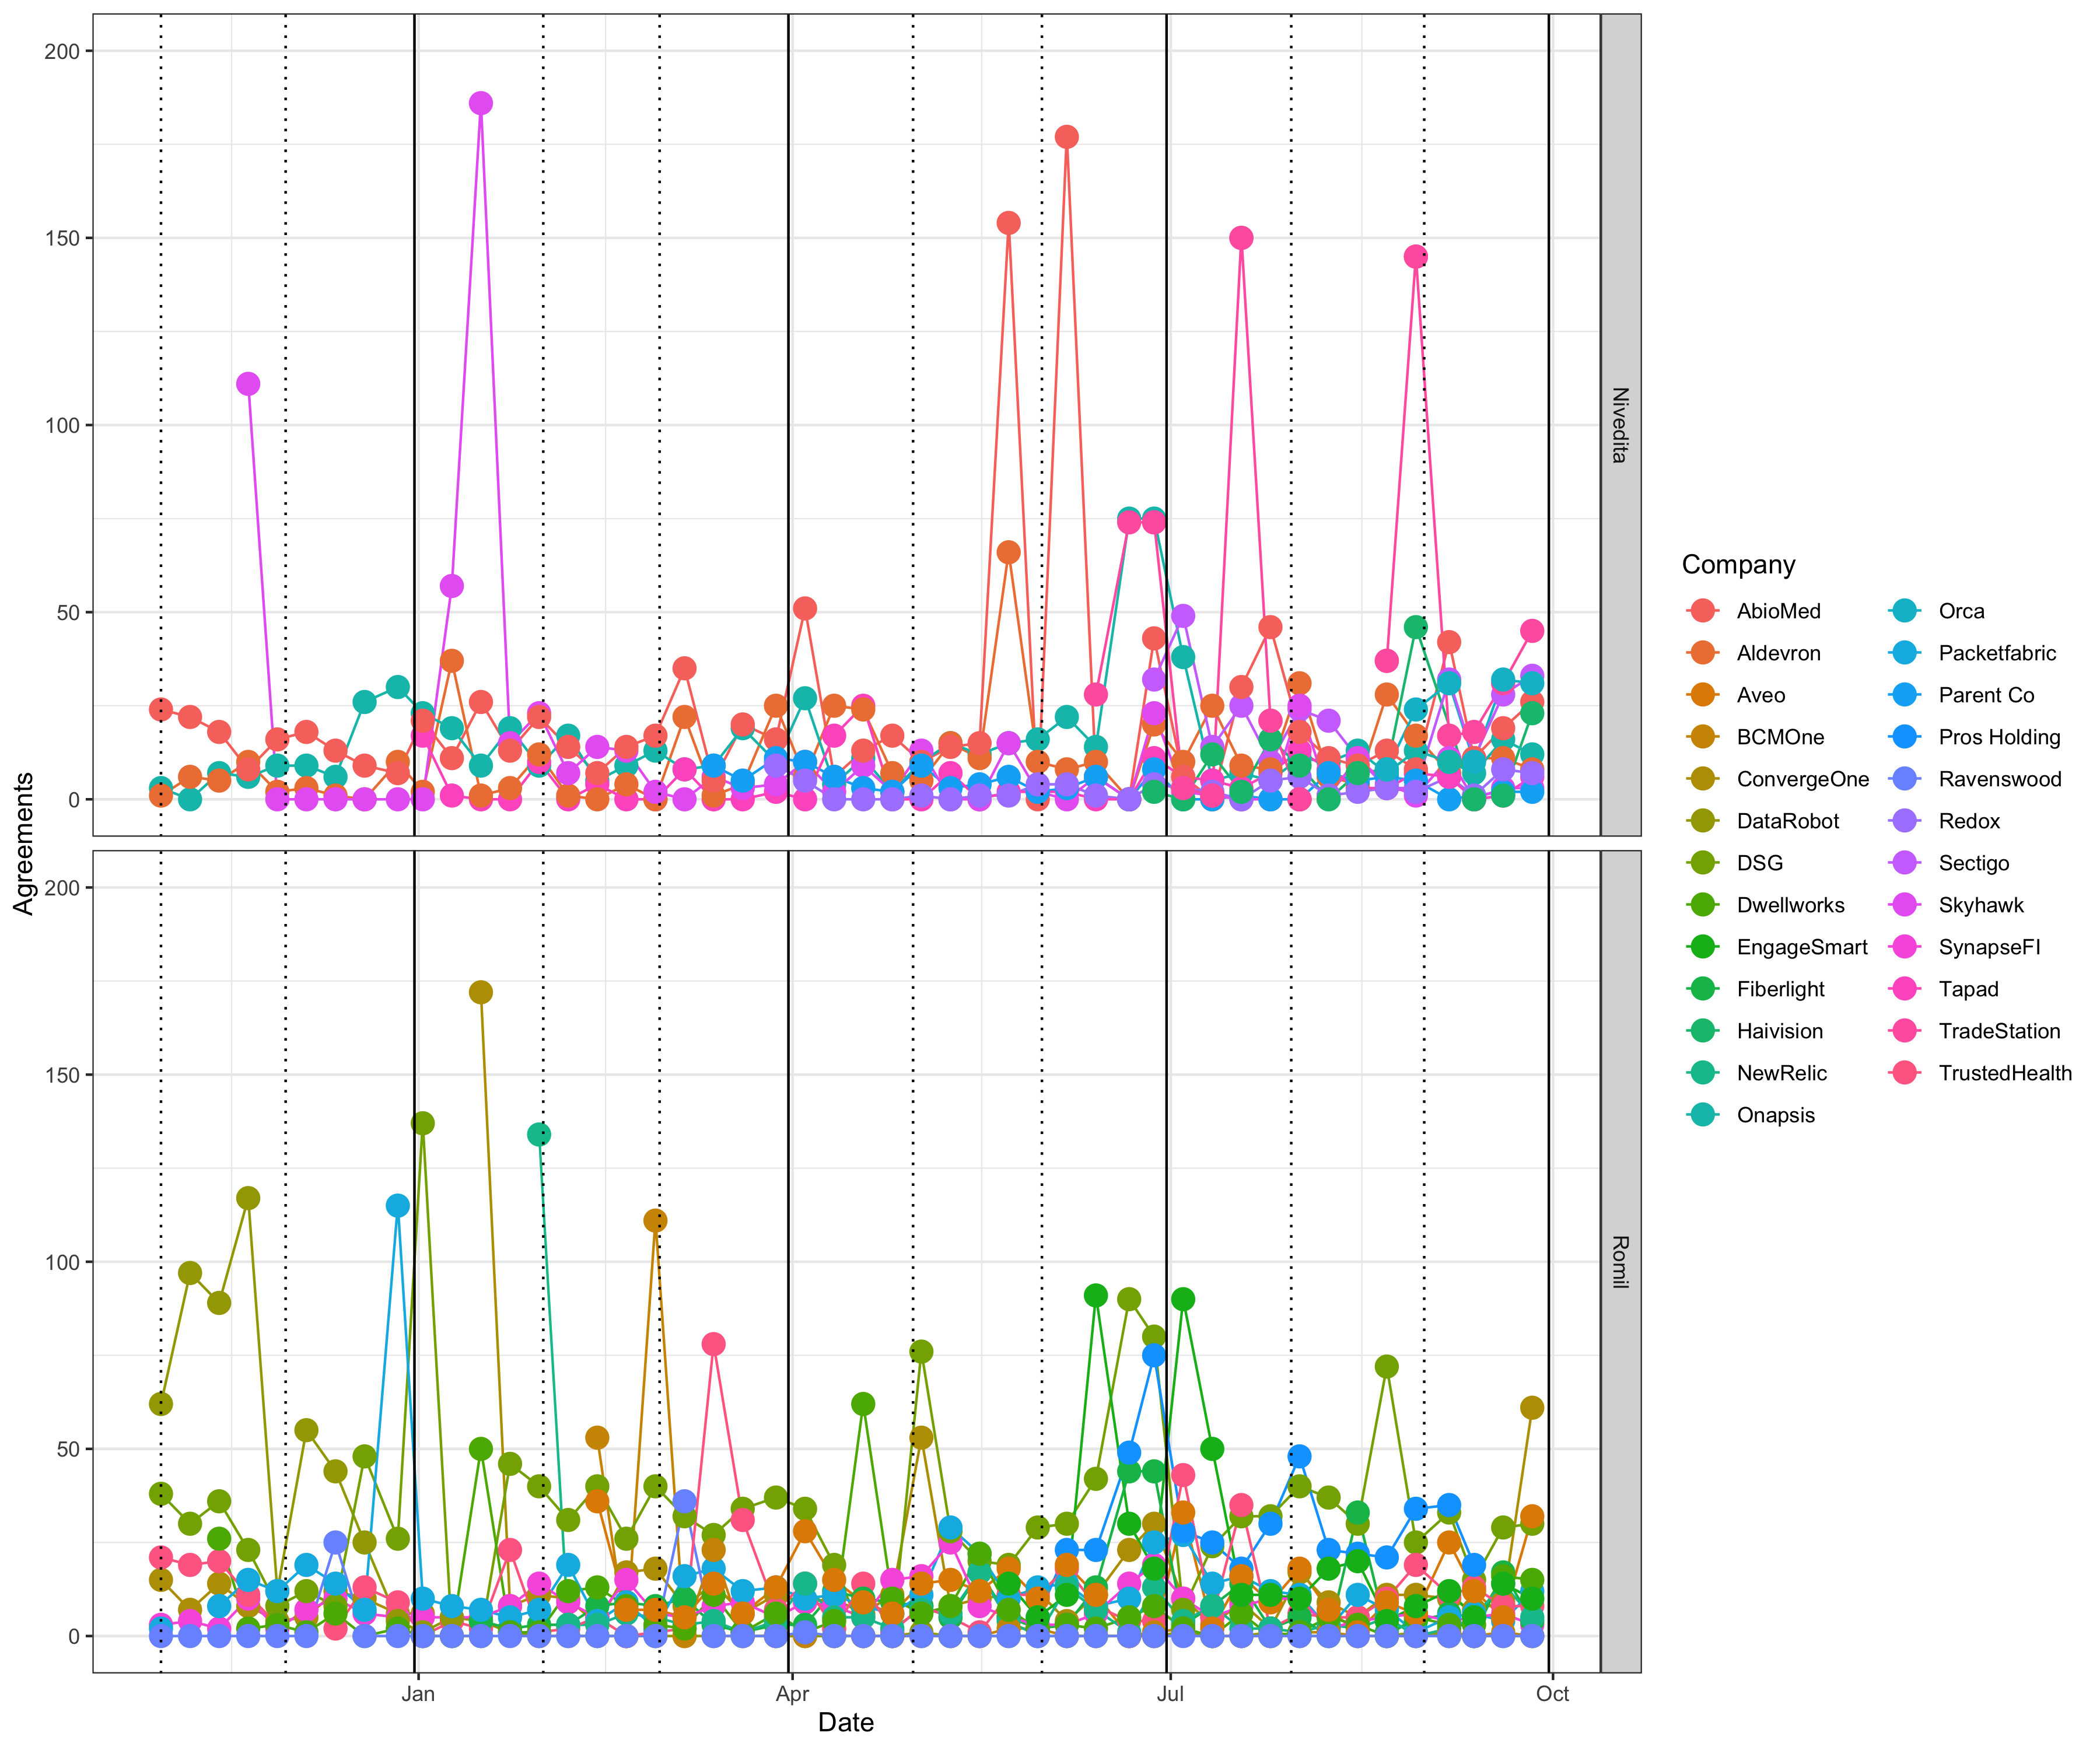 Agreements
200
150
100
50
0
Nivedita
200
150
100
50
0
Romil
Jan
Apr
Jul
Oct
Date
Company
AbioMed
Aldevron
Aveo
BCMOne
ConvergeOne
DataRobot
DSG
Dwellworks
EngageSmart
Fiberlight
Haivision
NewRelic
Onapsis
Orca
Packetfabric
Parent Co
Pros Holding
Ravenswood
Redox
Sectigo
Skyhawk
SynapseFI
Tapad
TradeStation
TrustedHealth